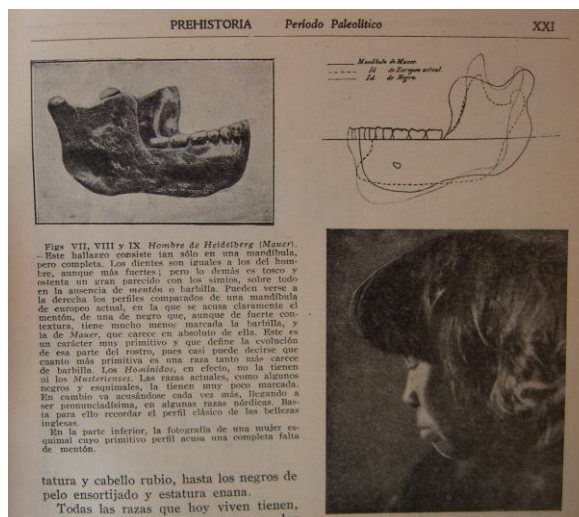 PREHISTORIA Período Paleolítico XXI
Mandíbula de Mauer.
Id. de Europeo actual.
Id. de Negro.
Figs VII, VIII y IX Hombre de Heidelberg (Mauer).
—Este hallazgo consiste tan sólo en una mandíbula,
pero completa. Los dientes son iguales a los del hom-
bre, aunque más fuertes; pero lo demás es tosco y
ostenta un gran parecido con los simios, sobre todo
en la ausencia de mentón o barbilla. Pueden verse a
la derecha los perfiles comparados de una mandíbula
de europeo actual, en la que se acusa claramente el
mentón, de una de negro que, aunque de fuerte con-
textura, tiene mucho menos marcada la barbilla, y
la de Mauer, que carece en absoluto de ella. Este es
un carácter muy primitivo y que define la evolución
de esa parte del rostro, pues casi puede decirse que
cuanto más primitiva es una raza tanto más carece
de barbilla. Los Homínidos, en efecto, no la tienen
ni los Musterienses. Las razas actuales, como algunos
negros y esquimales, la tienen muy poco marcada.
En cambio va acusándose cada vez más, llegando a
ser pronunciadísima, en algunas razas nórdicas. Bas-
ta para ello recordar el perfil clásico de las bellezas
inglesas.
En la parte inferior, la fotografía de una mujer es-
quimal cuyo primitivo perfil acusa una completa falta
de mentón.
tatura y cabello rubio, hasta los negros de
pelo ensortijado y estatura enana.
Todas las razas que hoy viven tienen,